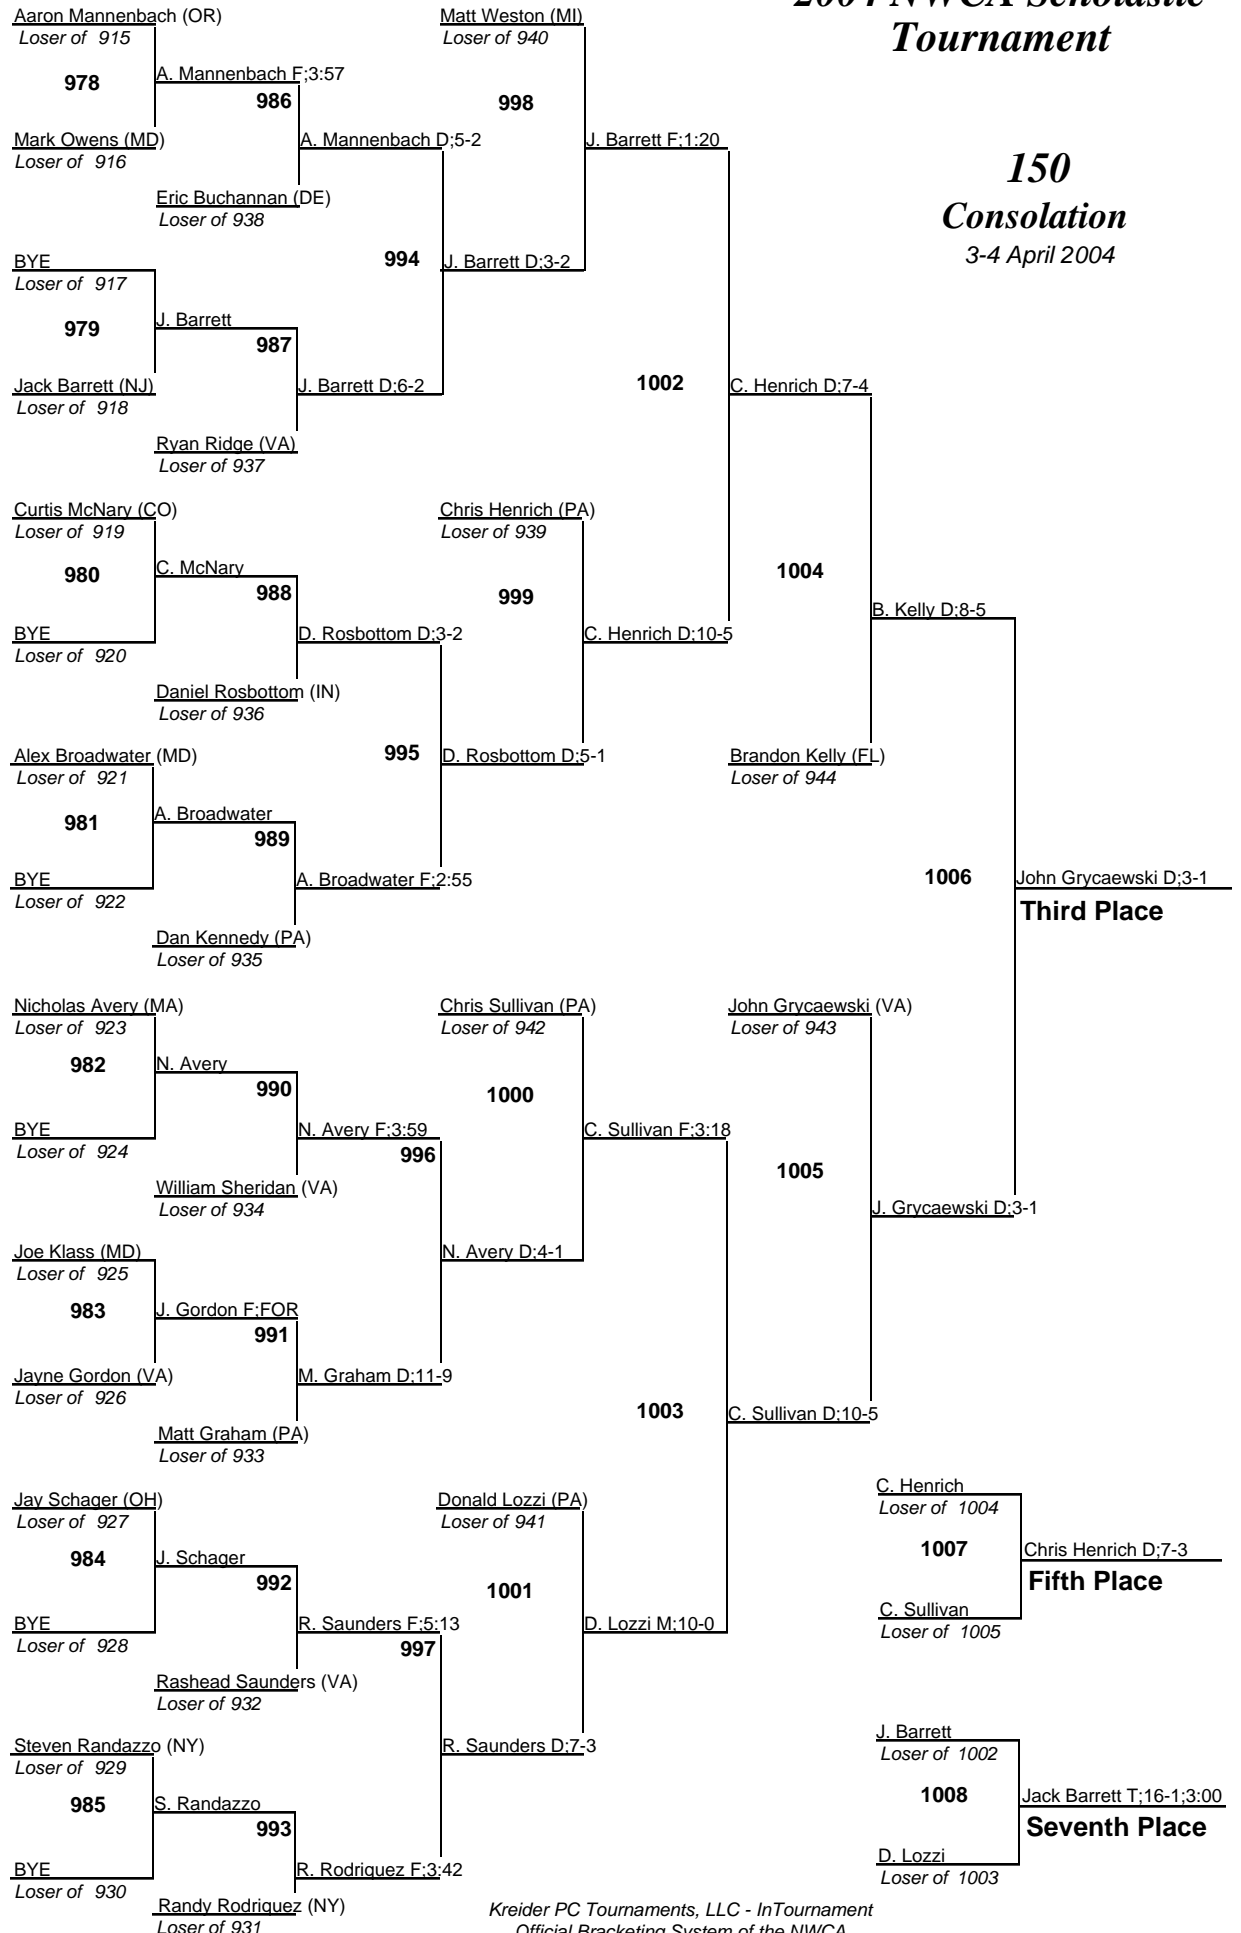 2004 NWCA Scholastic
Tournament
150
Consolation
3-4 April 2004
Aaron Mannenbach (OR)
Loser of 915
978
Mark Owens (MD)
Loser of 916
A. Mannenbach F;3:57
986
Eric Buchannan (DE)
Loser of 938
A. Mannenbach D;5-2
BYE
Loser of 917
979
Jack Barrett (NJ)
Loser of 918
J. Barrett
987
Ryan Ridge (VA)
Loser of 937
J. Barrett D;6-2
994
J. Barrett D;3-2
Matt Weston (MI)
Loser of 940
998
J. Barrett F;1:20
Curtis McNary (CO)
Loser of 919
980
BYE
Loser of 920
C. McNary
988
Daniel Rosbottom (IN)
Loser of 936
D. Rosbottom D;3-2
Alex Broadwater (MD)
Loser of 921
981
BYE
Loser of 922
A. Broadwater
989
Dan Kennedy (PA)
Loser of 935
A. Broadwater F;2:55
995
D. Rosbottom D;5-1
Chris Henrich (PA)
Loser of 939
999
C. Henrich D;10-5
1002
C. Henrich D;7-4
1004
Brandon Kelly (FL)
Loser of 944
B. Kelly D;8-5
Nicholas Avery (MA)
Loser of 923
982
BYE
Loser of 924
N. Avery
990
William Sheridan (VA)
Loser of 934
N. Avery F;3:59
996
Joe Klass (MD)
Loser of 925
983
Jayne Gordon (VA)
Loser of 926
J. Gordon F;FOR
991
Matt Graham (PA)
Loser of 933
M. Graham D;11-9
N. Avery D;4-1
Chris Sullivan (PA)
Loser of 942
1000
C. Sullivan F;3:18
Jay Schager (OH)
Loser of 927
984
BYE
Loser of 928
J. Schager
992
Rashead Saunders (VA)
Loser of 932
R. Saunders F;5:13
997
Steven Randazzo (NY)
Loser of 929
985
BYE
Loser of 930
S. Randazzo
993
Randy Rodriquez (NY)
Loser of 931
R. Rodriquez F;3:42
R. Saunders D;7-3
Donald Lozzi (PA)
Loser of 941
1001
D. Lozzi M;10-0
1003
C. Sullivan D;10-5
John Grycaewski (VA)
Loser of 943
1005
J. Grycaewski D;3-1
1006
John Grycaewski D;3-1
Third Place
C. Henrich
Loser of 1004
1007
C. Sullivan
Loser of 1005
Chris Henrich D;7-3
Fifth Place
J. Barrett
Loser of 1002
1008
D. Lozzi
Loser of 1003
Jack Barrett T;16-1;3:00
Seventh Place
Kreider PC Tournaments, LLC - InTournament
Official Bracketing System of the NWCA